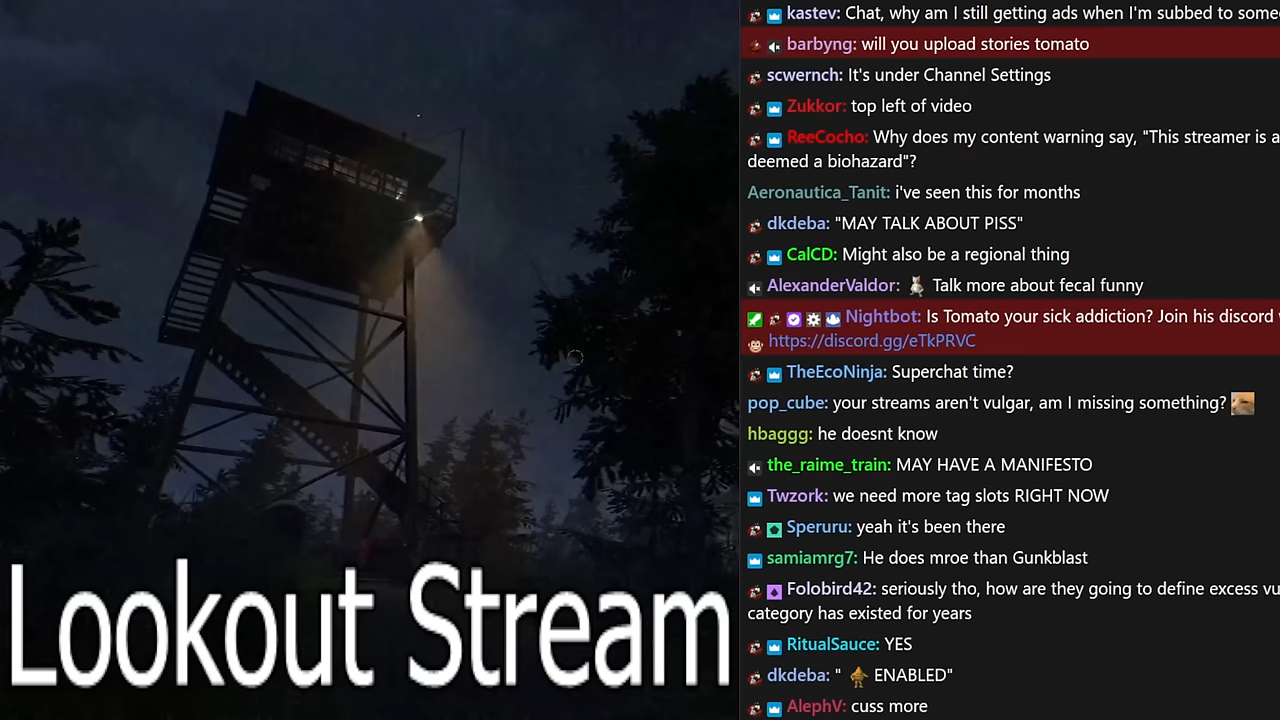 kastev: Chat, why am I still getting ads when I'm subbed to some
barbyng: will you upload stories tomato
scwernch: It's under Channel Settings
Zukkor: top left of video
ReeCocho: Why does my content warning say, "This streamer is a
deemed a biohazard"?
Aeronautica_Tanit: i've seen this for months
dkdeba: "MAY TALK ABOUT PISS"
CalCD: Might also be a regional thing
AlexanderValdor: Talk more about fecal funny
Nightbot: Is Tomato your sick addiction? Join his discord
https://discord.gg/eTkPRVC
TheEcoNinja: Superchat time?
pop_cube: your streams aren't vulgar, am I missing something?
hbaggg: he doesnt know
the_raime_train: MAY HAVE A MANIFESTO
Twzork: we need more tag slots RIGHT NOW
Speruru: yeah it's been there
samiamrg7: He does mroe than Gunkblast
Folobird42: seriously tho, how are they going to define excess vu
category has existed for years
RitualSauce: YES
dkdeba: " ENABLED"
AlephV: cuss more
Lookout Stream